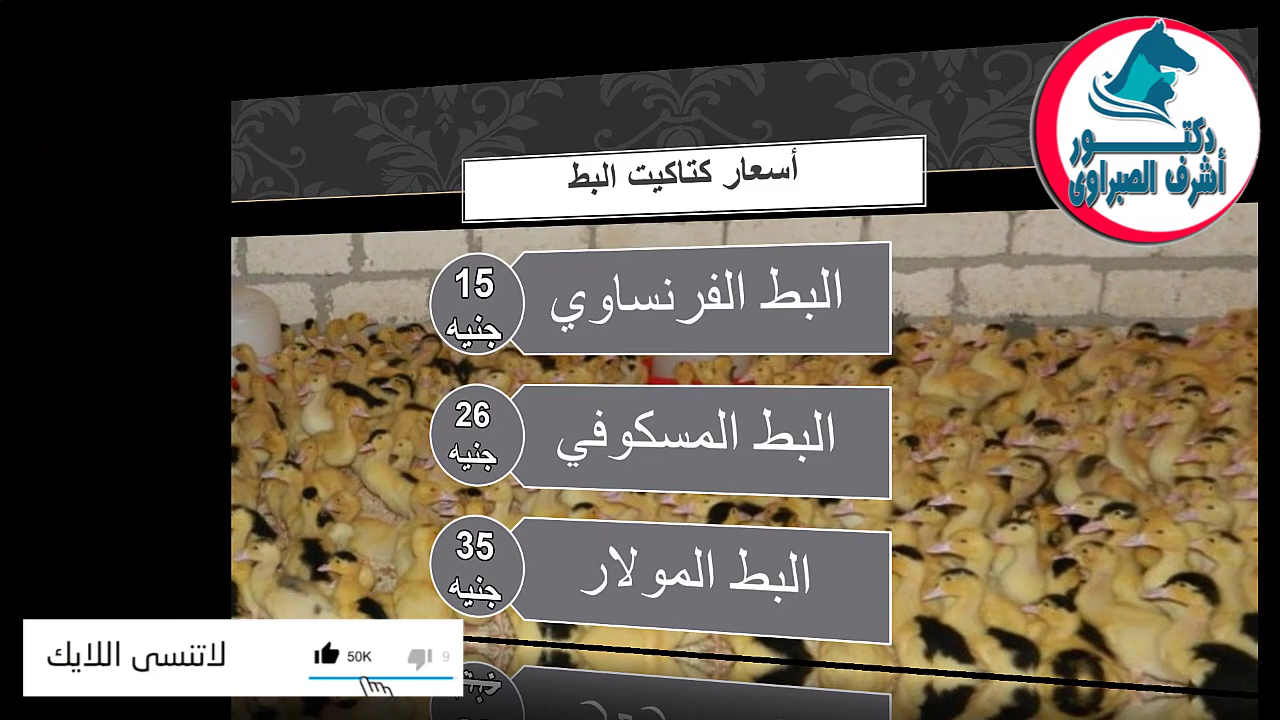 دكتور
أشرف الصبراوى
أسعار كتاكيت البط
البط الفرنساوي
15
جنيه
البط المسكوفي
26
جنيه
البط المولار
35
جنيه
لاتنسى اللايك
50K
9